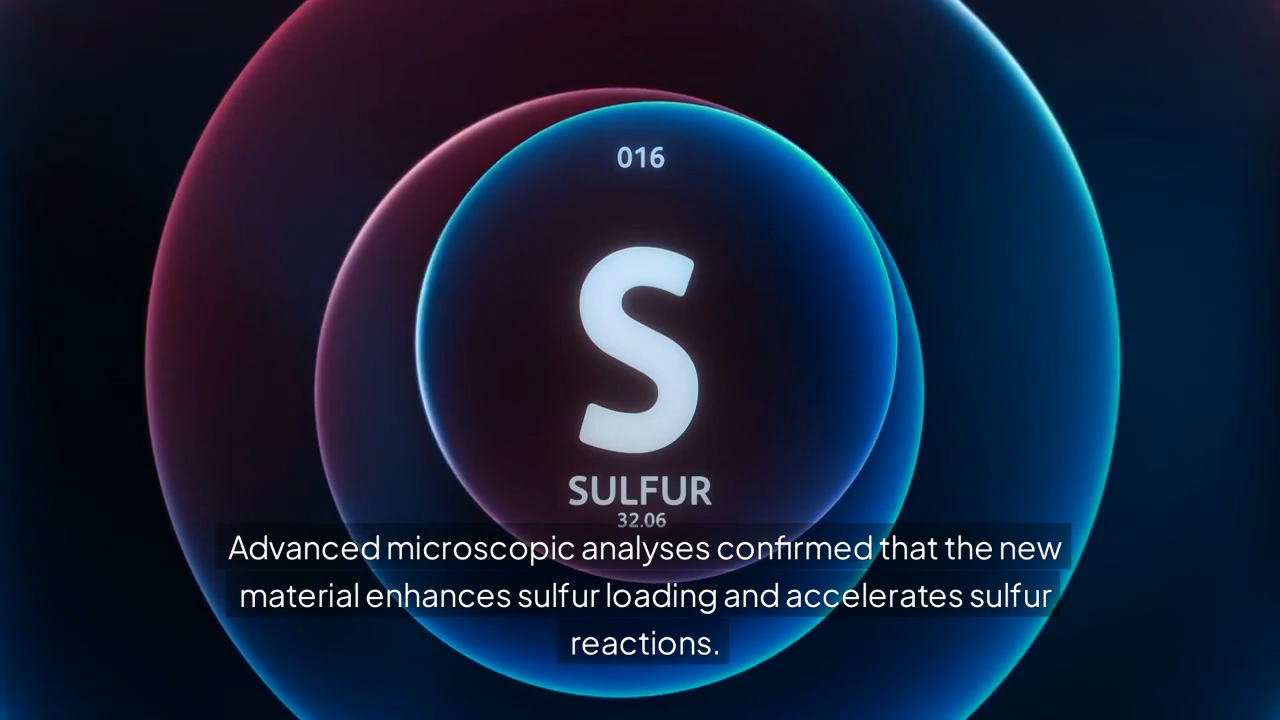 016
S
SULFUR
32.06
Advanced microscopic analyses confirmed that the new
material enhances sulfur loading and accelerates sulfur
reactions.